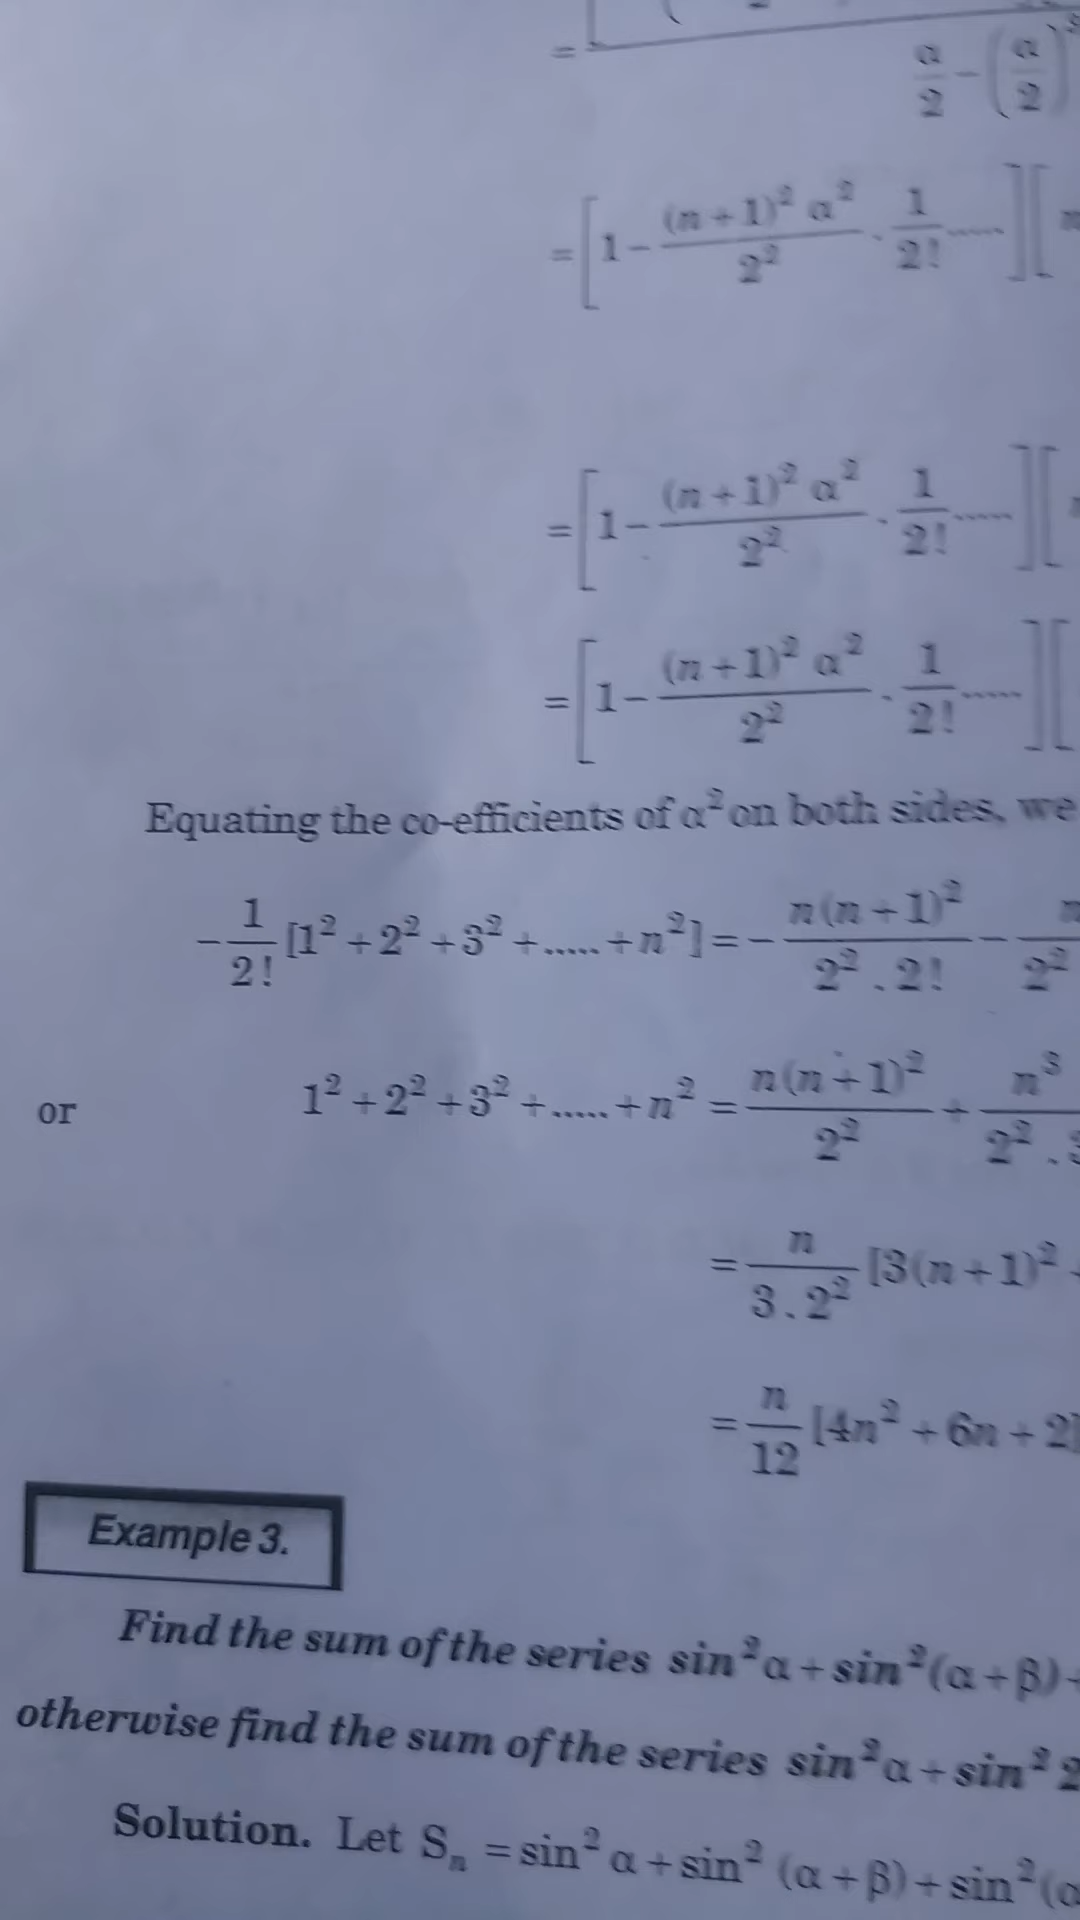 = a/2 - (a/2)
= [1 - (n+1)² α²/2² . 1/2! .....] [
= [1 - (n+1)² α²/2² . 1/2! .....] [
= [1 - (n+1)² α²/2² . 1/2! .....] [
Equating the co-efficients of α² on both sides, we
- 1/2! [1² + 2² + 3² + ..... + n²] = - n(n+1)²/2² . 2! -
or 1² + 2² + 3² + ..... + n² = n(n+1)²/2² + n³/2² .
= n/3 . 2² [3(n+1)²
= n/12 [4n² + 6n + 2]
Example 3.
Find the sum of the series sin²α + sin²(α + β)
otherwise find the sum of the series sin²α + sin² 2
Solution. Let Sₙ = sin² α + sin² (α + β) + sin² (α